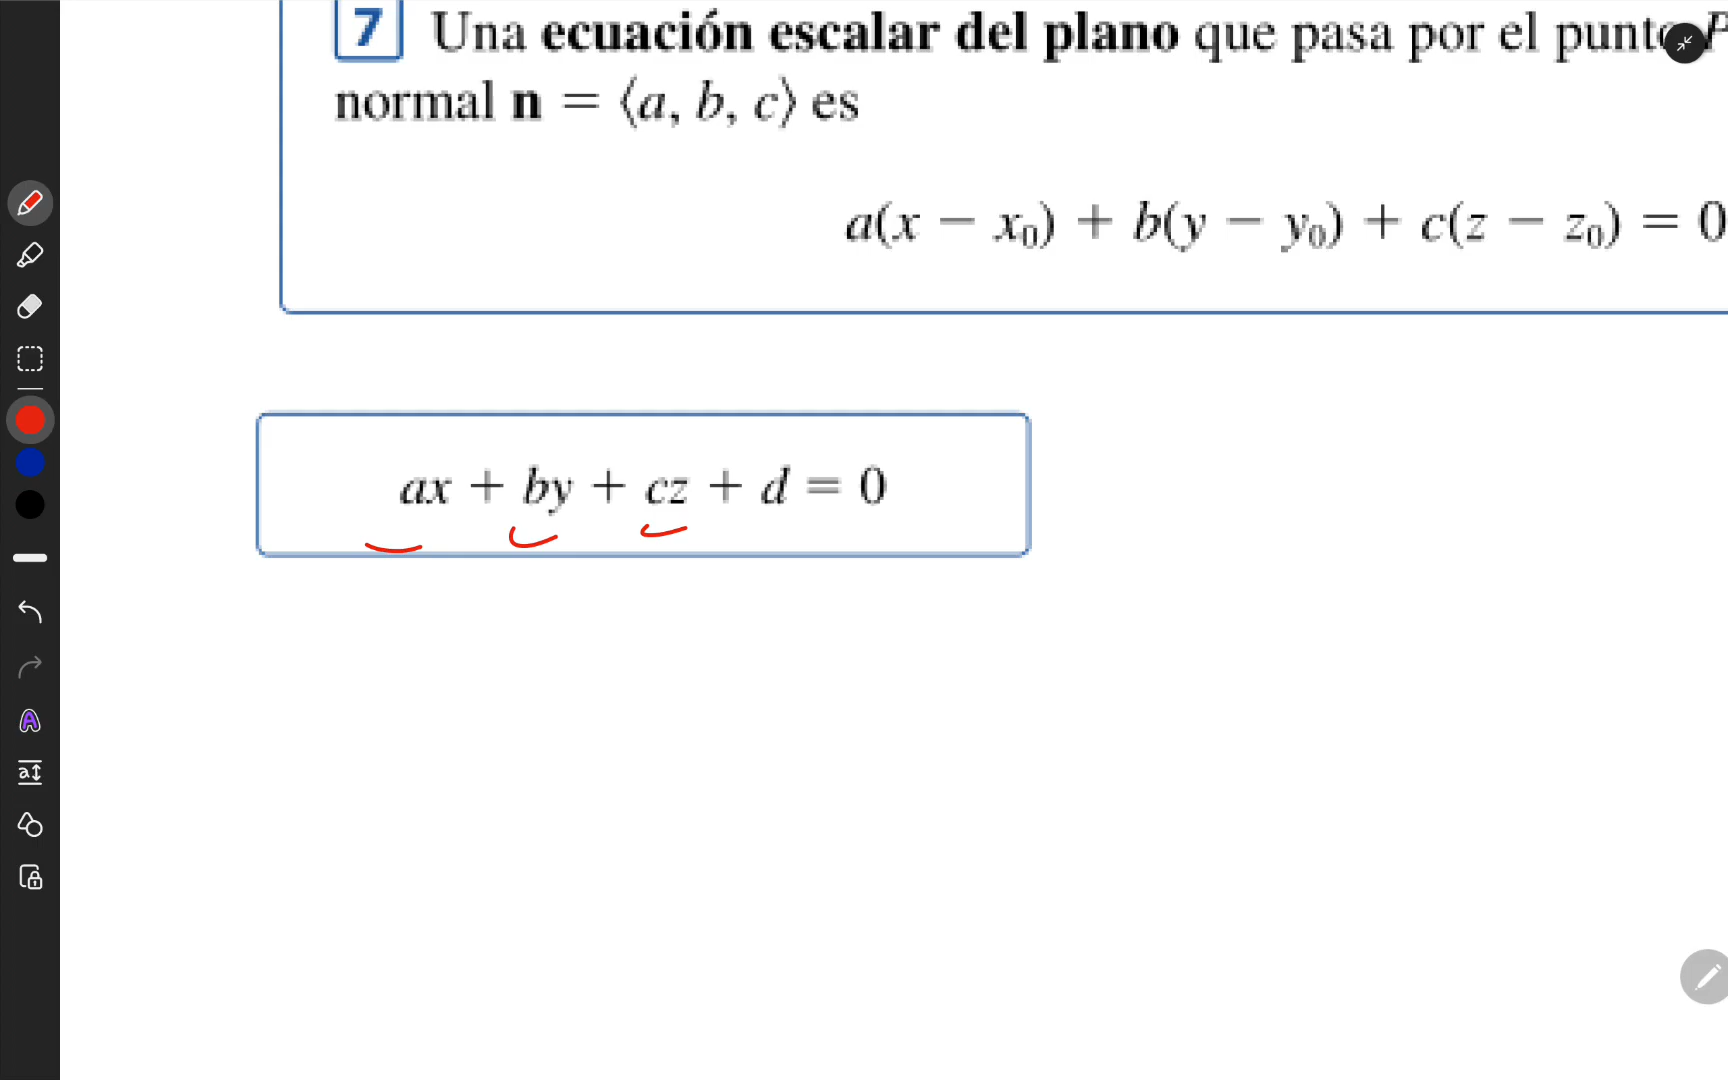 7 Una ecuación escalar del plano que pasa por el punto P
normal n = ⟨a, b, c⟩ es
a(x − x₀) + b(y − y₀) + c(z − z₀) = 0
ax + by + cz + d = 0